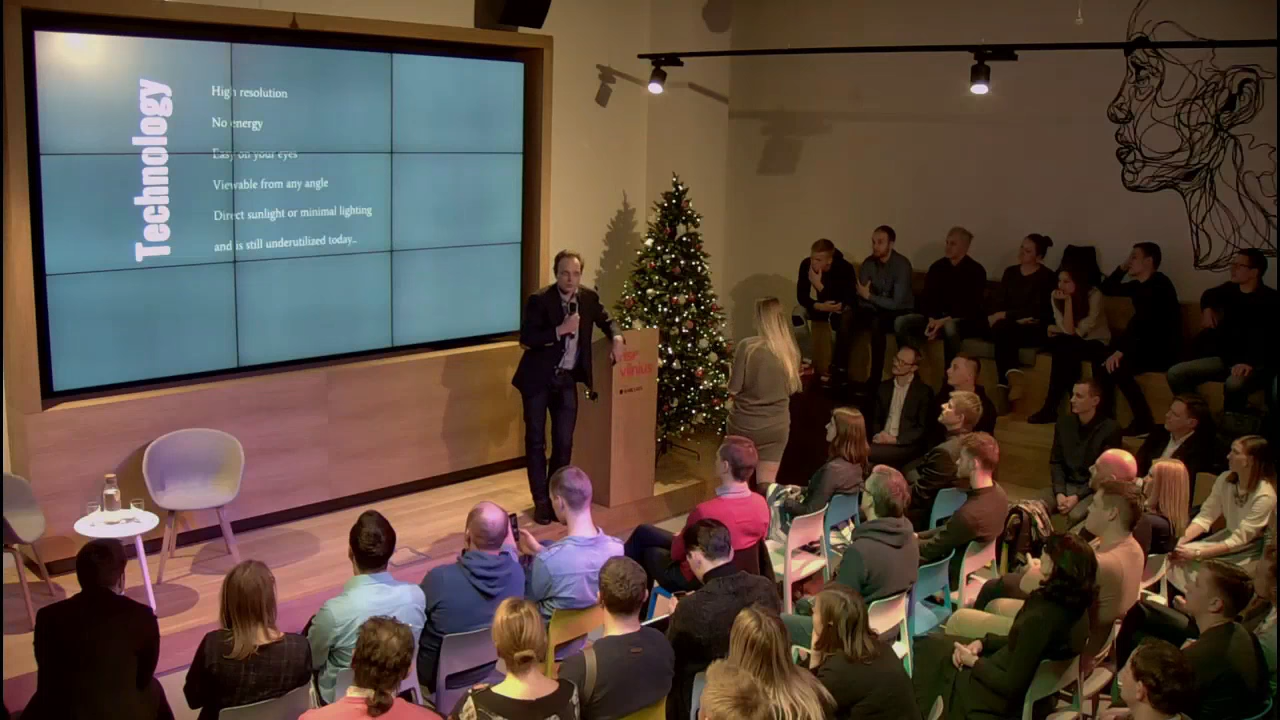 Technology
High resolution
No energy
Easy on your eyes
Viewable from any angle
Direct sunlight or minimal lighting
and is still underutilized today...
vilnius